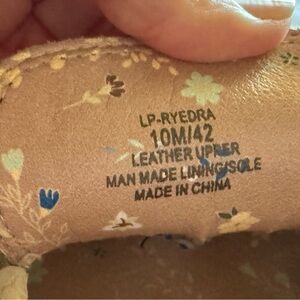 LP-RYEDRA
10M/42
LEATHER UPPER
MAN MADE LINING/SOLE
MADE IN CHINA